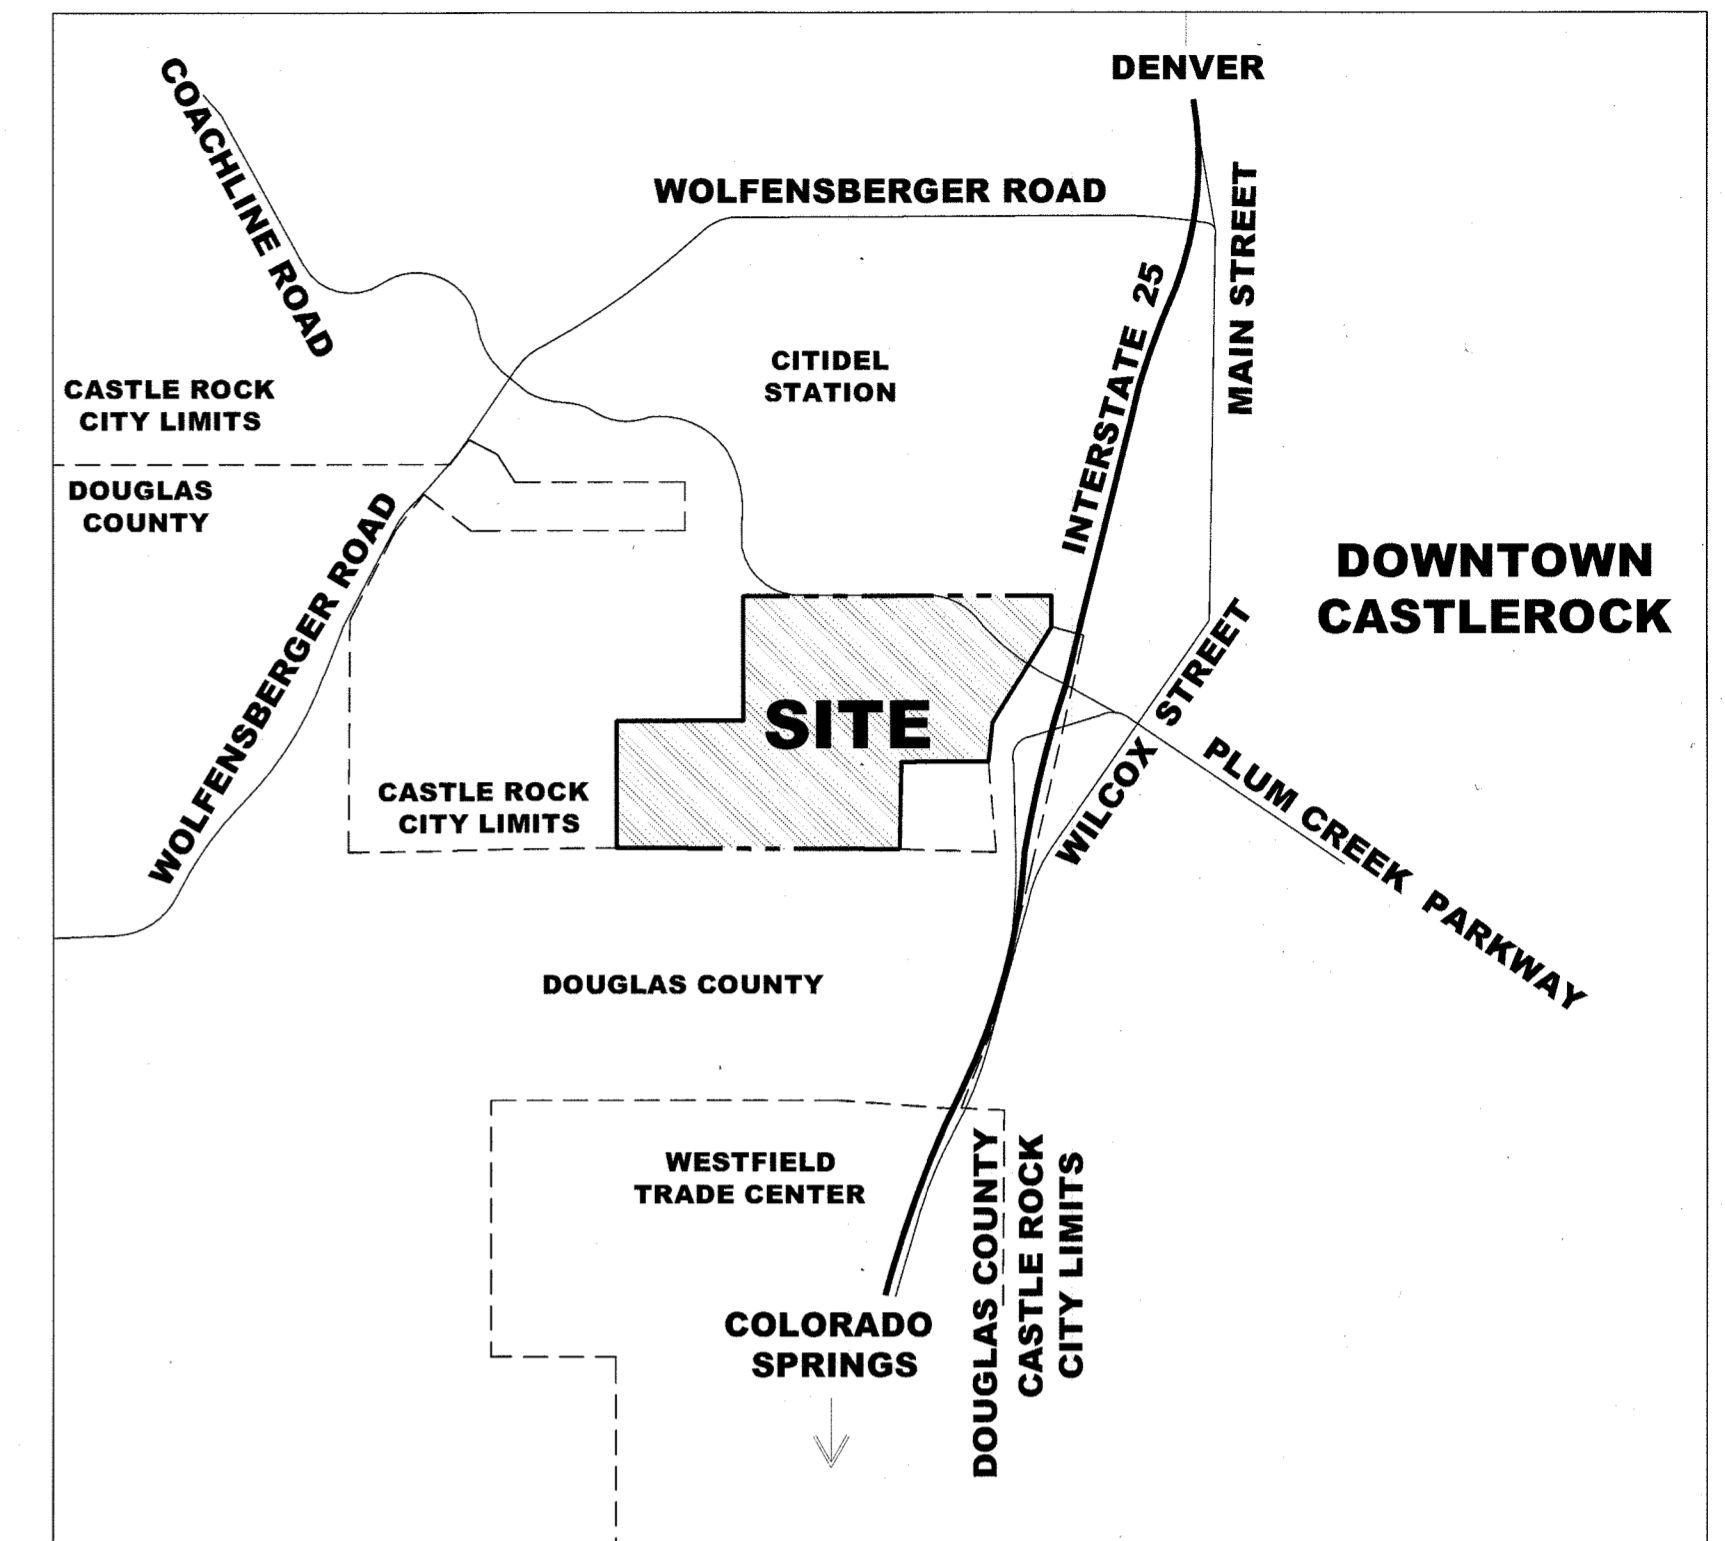 DENVER
COACHLINE ROAD
WOLFENSBERGER ROAD
MAIN STREET
INTERSTATE 25
CITIDEL
STATION
CASTLE ROCK
CITY LIMITS
DOUGLAS
COUNTY
WOLFENSBERGER ROAD
DOWNTOWN
CASTLEROCK
SITE
WILCOX STREET
PLUM CREEK PARKWAY
CASTLE ROCK
CITY LIMITS
DOUGLAS COUNTY
WESTFIELD
TRADE CENTER
DOUGLAS COUNTY
CASTLE ROCK
CITY LIMITS
COLORADO
SPRINGS